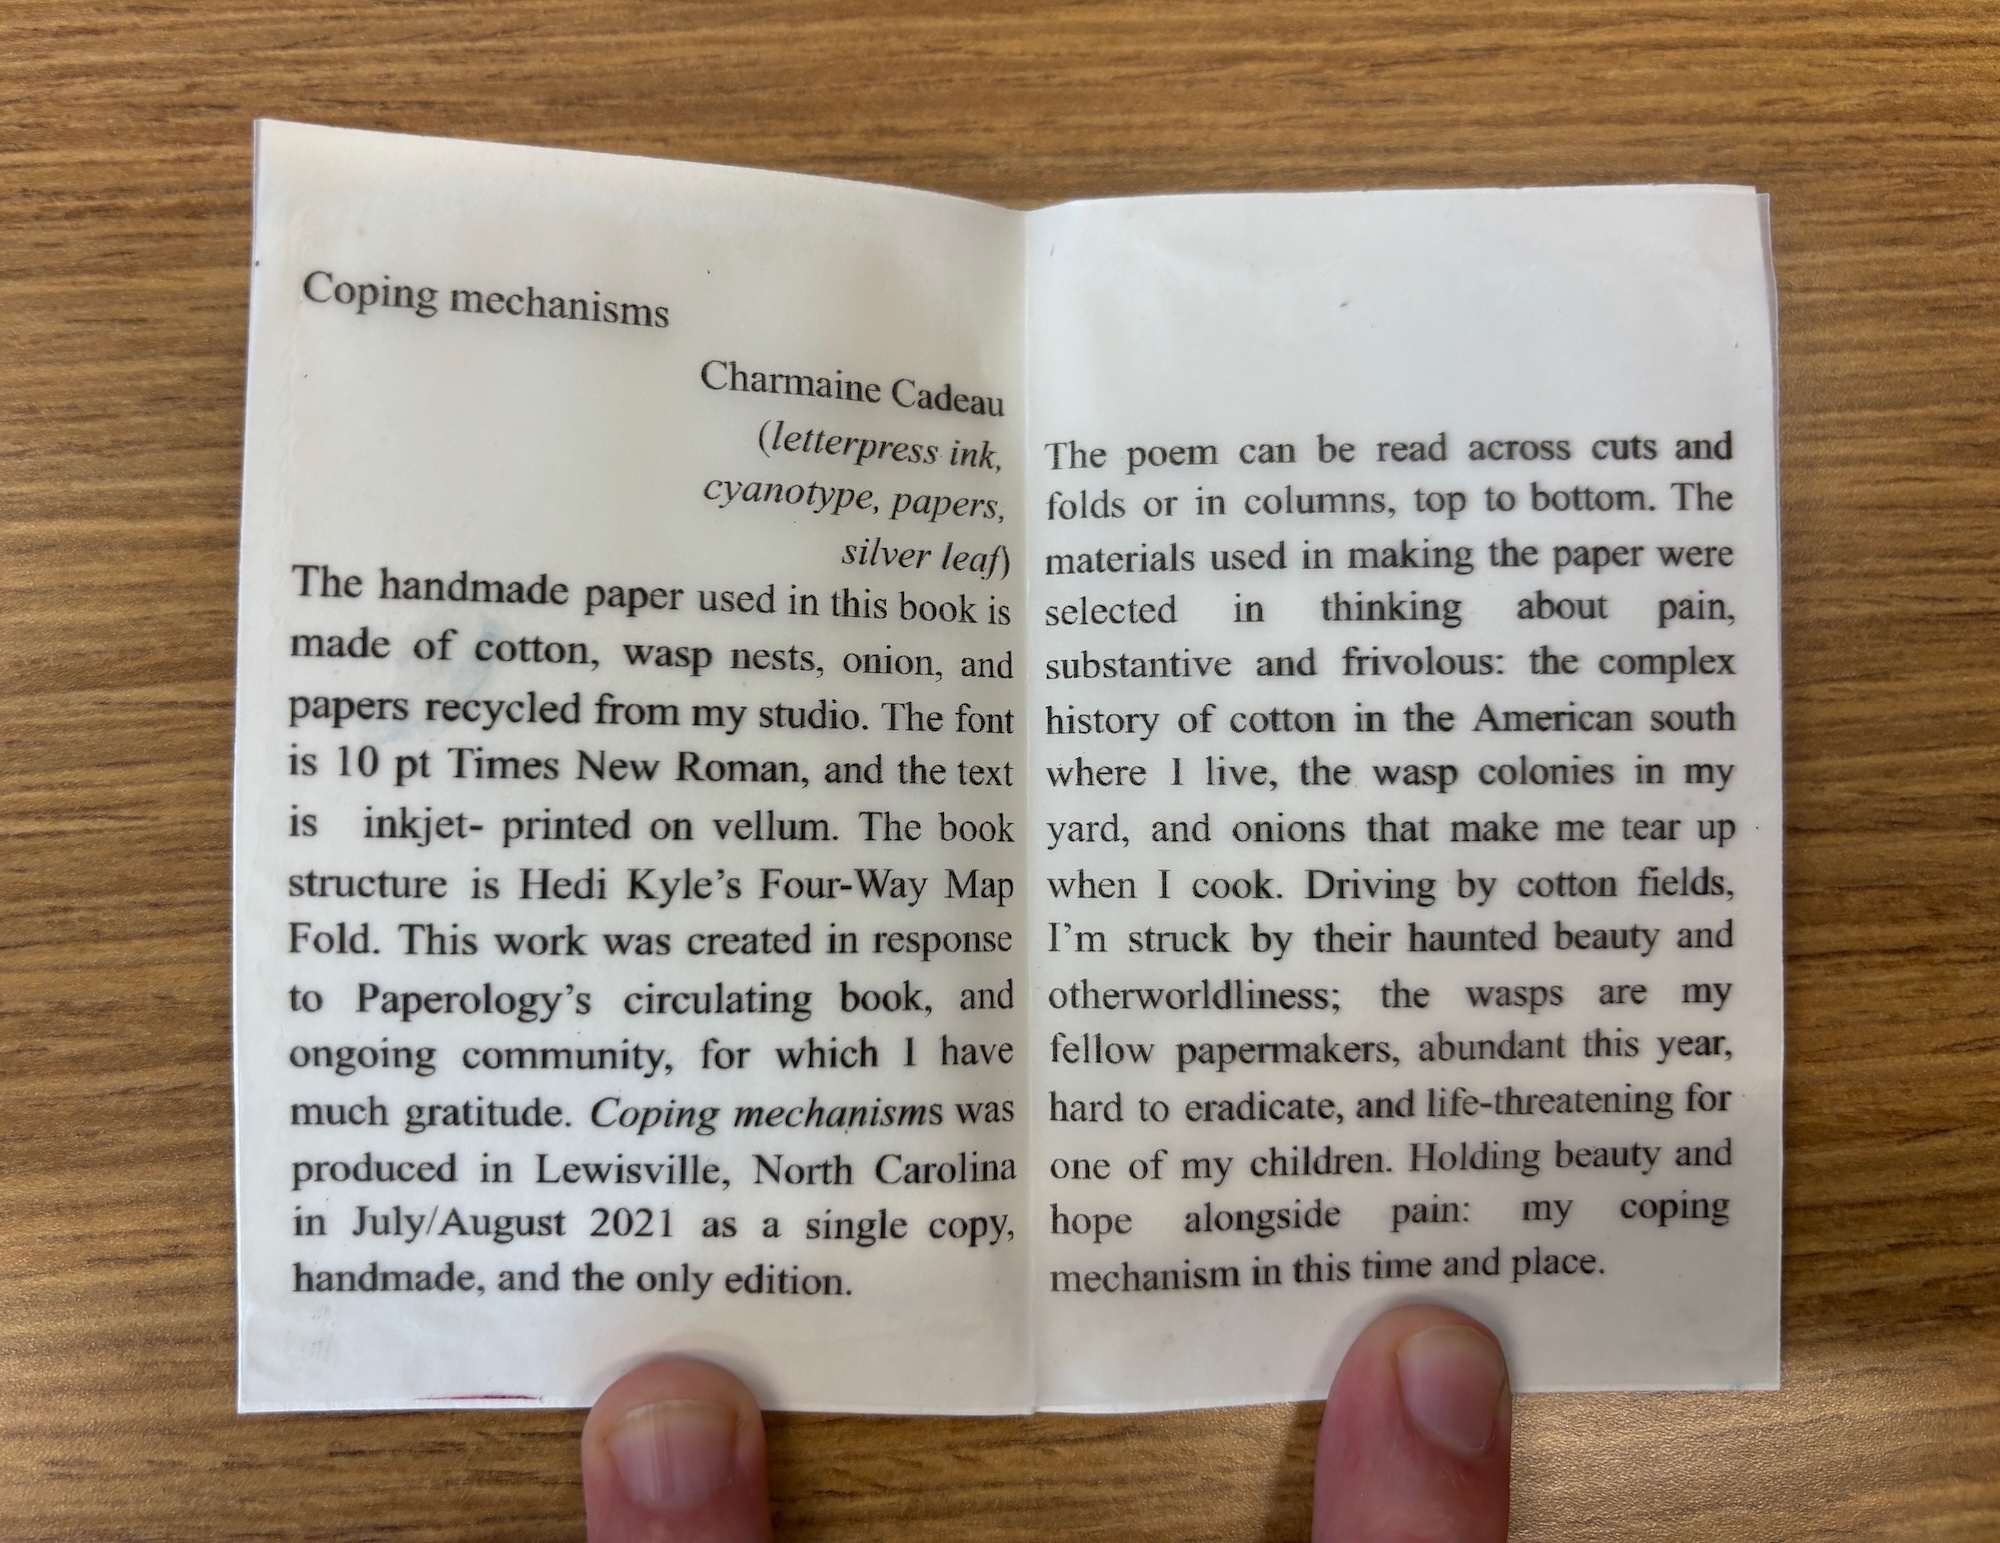 Coping mechanisms
Charmaine Cadeau
(letterpress ink,
cyanotype, papers,
silver leaf)
The handmade paper used in this book is
made of cotton, wasp nests, onion, and
papers recycled from my studio. The font
is 10 pt Times New Roman, and the text
is inkjet- printed on vellum. The book
structure is Hedi Kyle’s Four-Way Map
Fold. This work was created in response
to Paperology’s circulating book, and
ongoing community, for which I have
much gratitude. Coping mechanisms was
produced in Lewisville, North Carolina
in July/August 2021 as a single copy,
handmade, and the only edition.
The poem can be read across cuts and
folds or in columns, top to bottom. The
materials used in making the paper were
selected in thinking about pain,
substantive and frivolous: the complex
history of cotton in the American south
where I live, the wasp colonies in my
yard, and onions that make me tear up
when I cook. Driving by cotton fields,
I’m struck by their haunted beauty and
otherworldliness; the wasps are my
fellow papermakers, abundant this year,
hard to eradicate, and life-threatening for
one of my children. Holding beauty and
hope alongside pain: my coping
mechanism in this time and place.